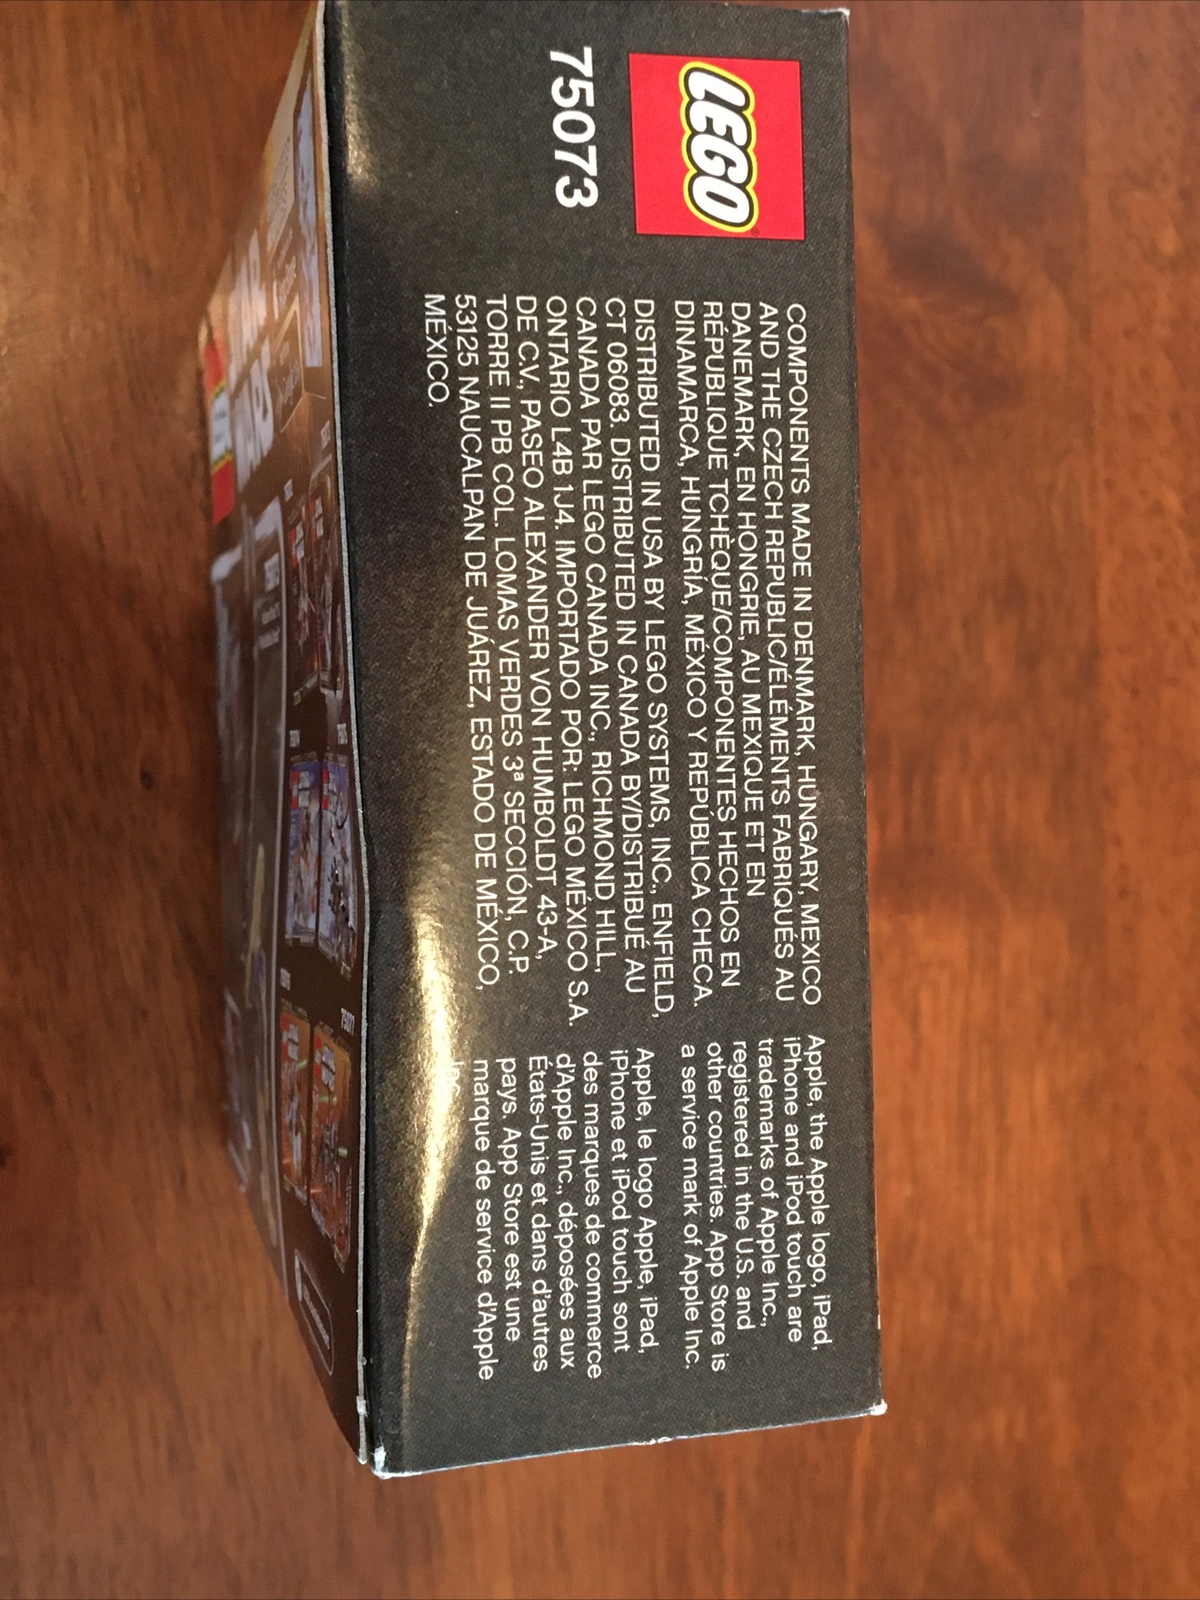 LEGO
75073
COMPONENTS MADE IN DENMARK, HUNGARY, MEXICO
AND THE CZECH REPUBLIC/ÉLÉMENTS FABRIQUÉS AU
DANEMARK, EN HONGRIE, AU MEXIQUE ET EN
RÉPUBLIQUE TCHÈQUE/COMPONENTES HECHOS EN
DINAMARCA, HUNGRÍA, MÉXICO Y REPÚBLICA CHECA.
DISTRIBUTED IN USA BY LEGO SYSTEMS, INC., ENFIELD,
CT 06083. DISTRIBUTED IN CANADA BY/DISTRIBUÉ AU
CANADA PAR LEGO CANADA INC., RICHMOND HILL,
ONTARIO L4B 1J4. IMPORTADO POR: LEGO MÉXICO S.A.
DE C.V., PASEO ALEXANDER VON HUMBOLDT 43-A,
TORRE II PB COL. LOMAS VERDES 3ª SECCIÓN, C.P.
53125 NAUCALPAN DE JUÁREZ, ESTADO DE MÉXICO,
MÉXICO.
Apple, the Apple logo, iPad,
iPhone and iPod touch are
trademarks of Apple Inc.,
registered in the U.S. and
other countries. App Store is
a service mark of Apple Inc.
Apple, le logo Apple, iPad,
iPhone et iPod touch sont
des marques de commerce
d'Apple Inc., déposées aux
États-Unis et dans d'autres
pays. App Store est une
marque de service d'Apple
Inc.
STAR
WARS
75073
75077